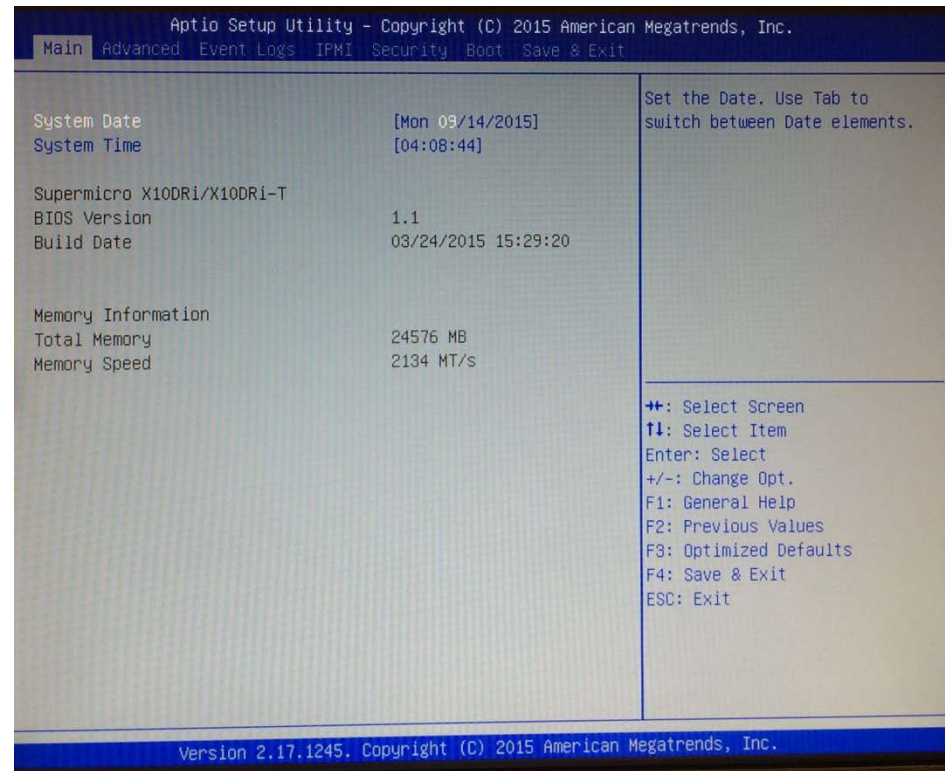 Aptio Setup Utility – Copyright (C) 2015 American Megatrends, Inc.
Main Advanced Event Logs IPMI Security Boot Save & Exit
System Date [Mon 09/14/2015]
System Time [04:08:44]
Supermicro X10DRi/X10DRi-T
BIOS Version 1.1
Build Date 03/24/2015 15:29:20
Memory Information
Total Memory 24576 MB
Memory Speed 2134 MT/s
Set the Date. Use Tab to
switch between Date elements.
→←: Select Screen
↑↓: Select Item
Enter: Select
+/-: Change Opt.
F1: General Help
F2: Previous Values
F3: Optimized Defaults
F4: Save & Exit
ESC: Exit
Version 2.17.1245. Copyright (C) 2015 American Megatrends, Inc.